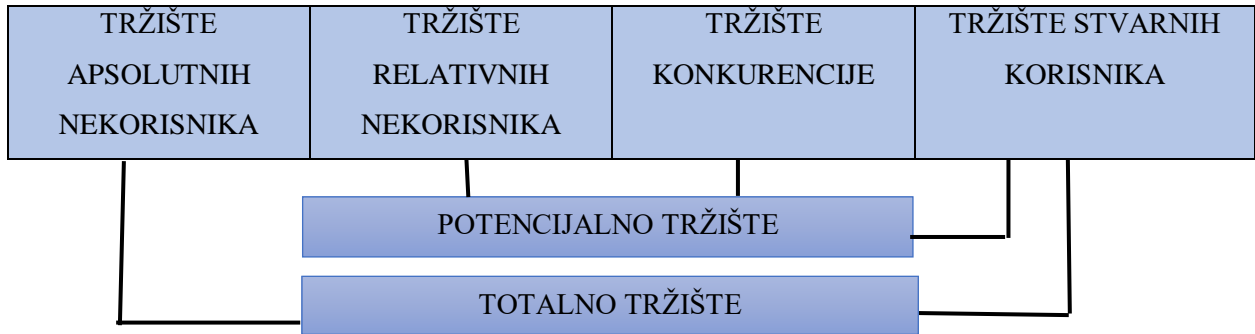 TRŽIŠTE
APSOLUTNIH
NEKORISNIKA
TRŽIŠTE
RELATIVNIH
NEKORISNIKA
TRŽIŠTE
KONKURENCIJE
TRŽIŠTE STVARNIH
KORISNIKA
POTENCIJALNO TRŽIŠTE
TOTALNO TRŽIŠTE